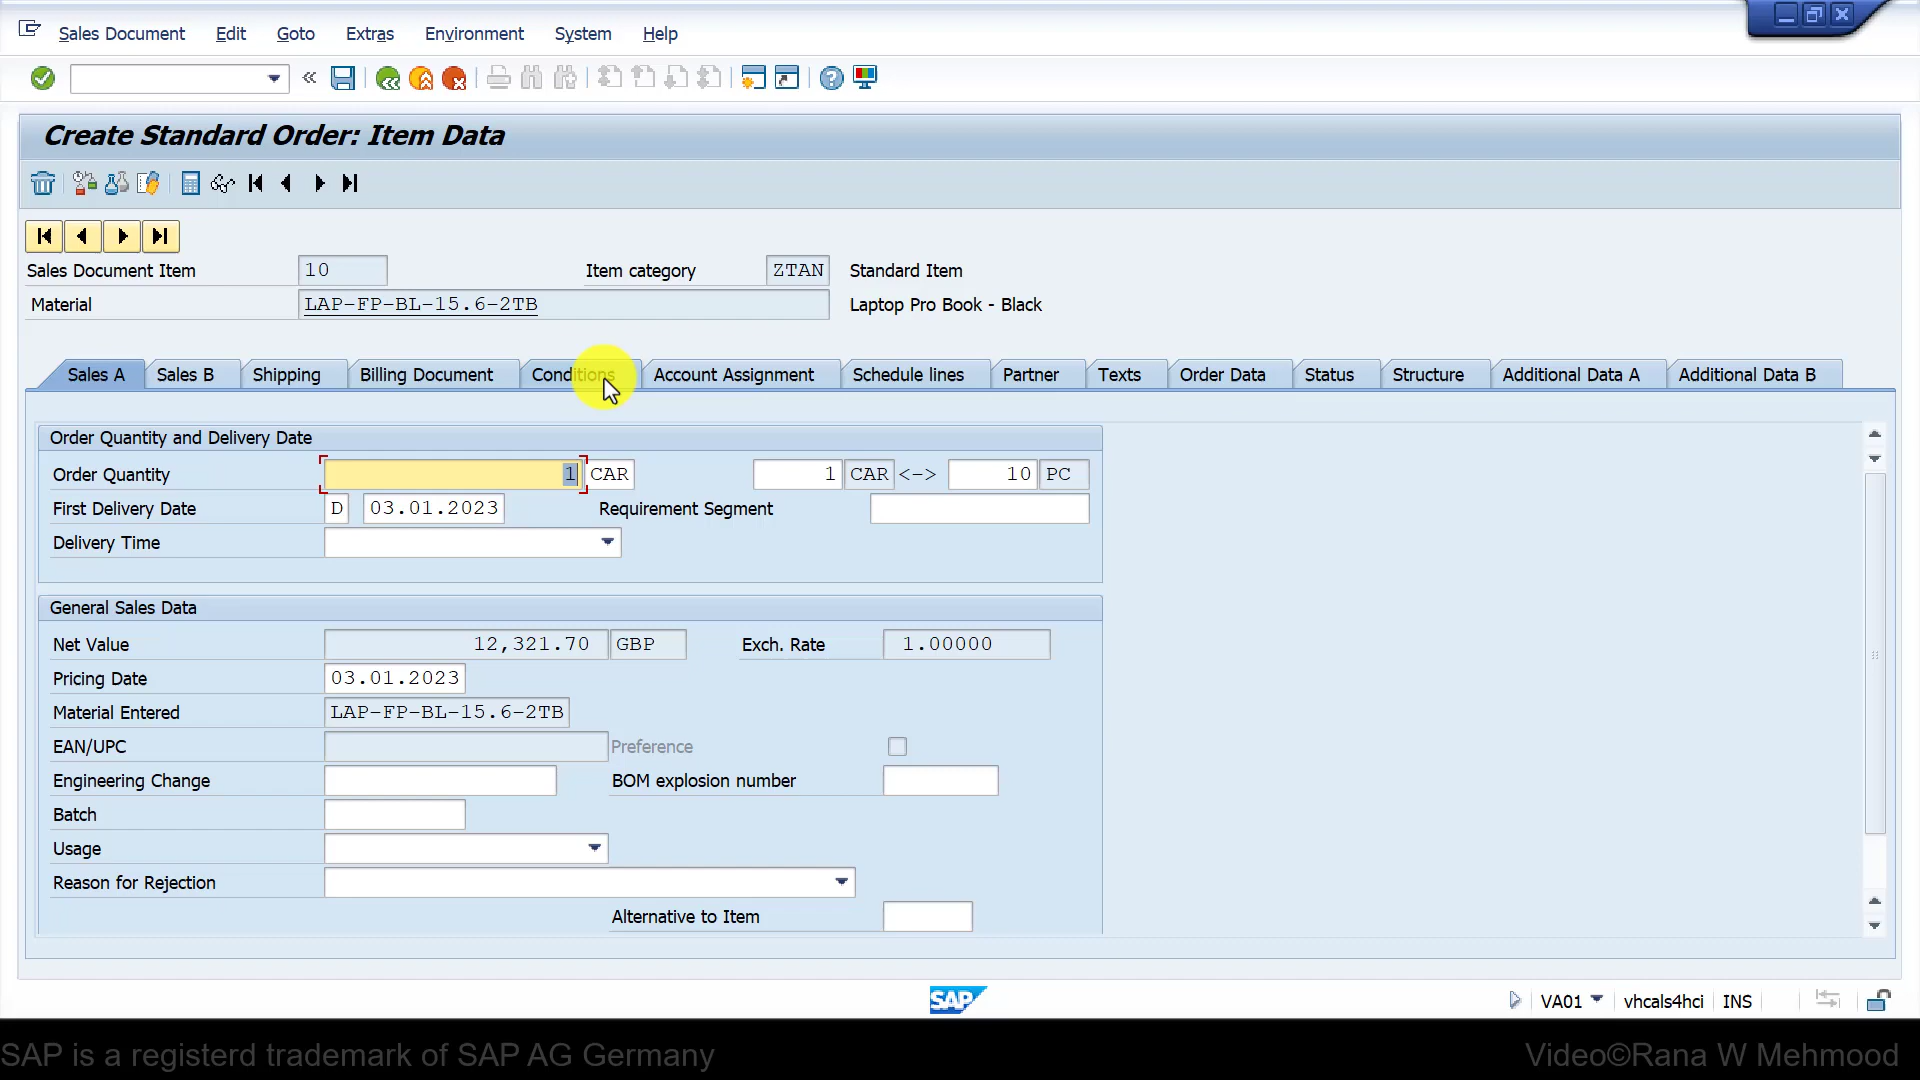 Sales Document Edit Goto Extras Environment System Help
Create Standard Order: Item Data
Sales Document Item 10 Item category ZTAN Standard Item
Material LAP-FP-BL-15.6-2TB Laptop Pro Book - Black
Sales A Sales B Shipping Billing Document Conditions Account Assignment Schedule lines Partner Texts Order Data Status Structure Additional Data A Additional Data B
Order Quantity and Delivery Date
Order Quantity 1 CAR 1 CAR <-> 10 PC
First Delivery Date D 03.01.2023 Requirement Segment
Delivery Time
General Sales Data
Net Value 12,321.70 GBP Exch. Rate 1.00000
Pricing Date 03.01.2023
Material Entered LAP-FP-BL-15.6-2TB
EAN/UPC Preference
Engineering Change BOM explosion number
Batch
Usage
Reason for Rejection
Alternative to Item
SAP VA01 vhcals4hci INS
SAP is a registerd trademark of SAP AG Germany Video©Rana W Mehmood